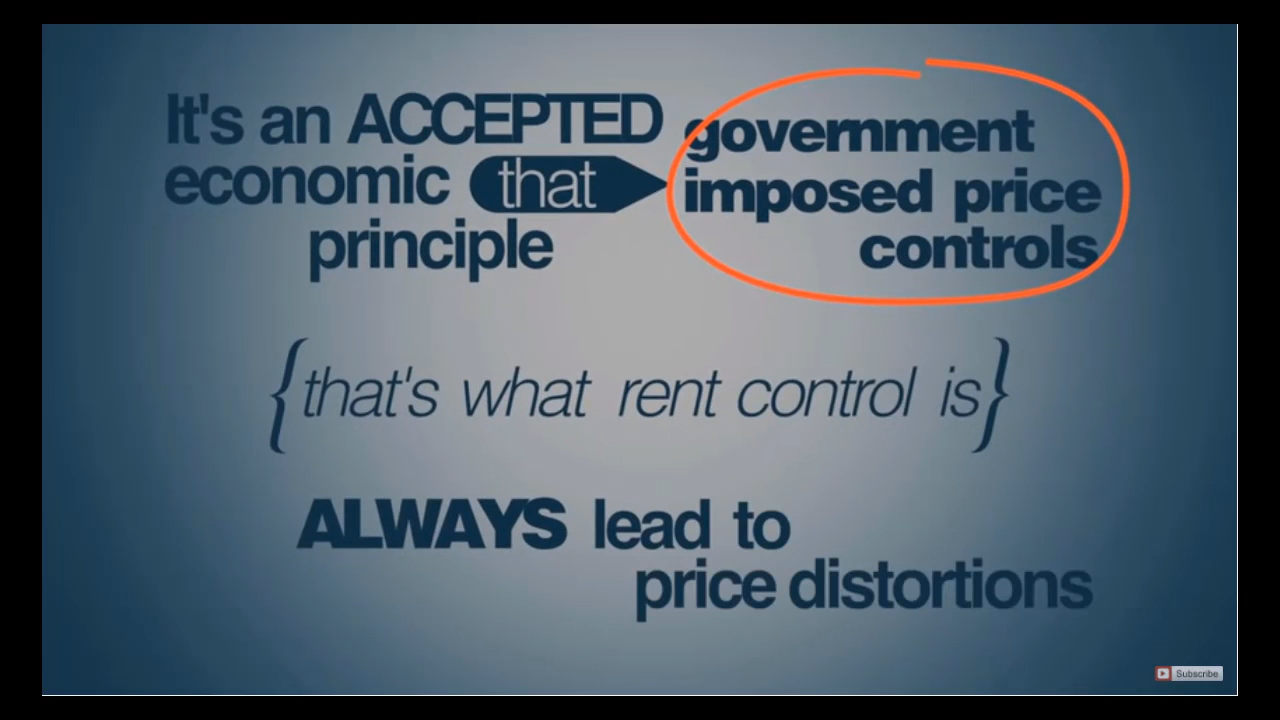 It's an ACCEPTED
economic that
principle
government
imposed price
controls
{that's what rent control is}
ALWAYS lead to
price distortions
Subscribe